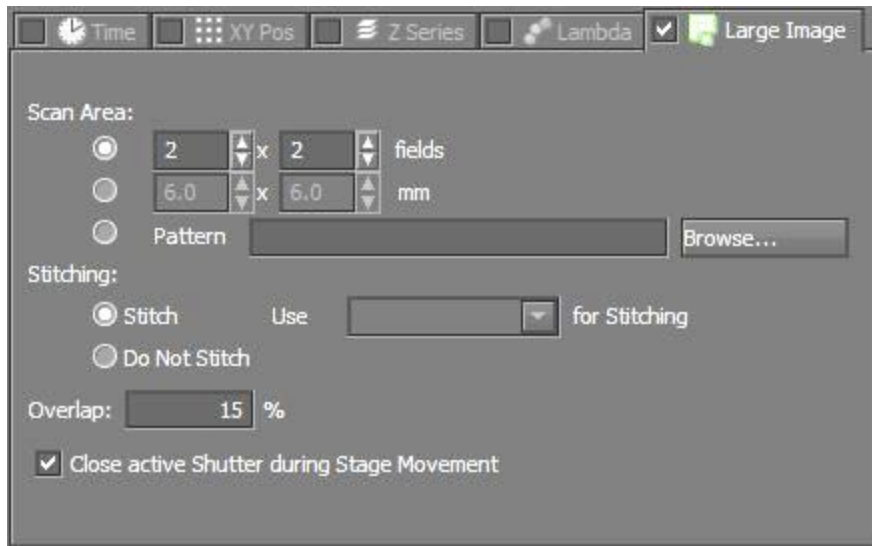 Time XY Pos Z Series Lambda Large Image
Scan Area:
2 x 2 fields
6.0 x 6.0 mm
Pattern Browse...
Stitching:
Stitch Use for Stitching
Do Not Stitch
Overlap: 15 %
Close active Shutter during Stage Movement